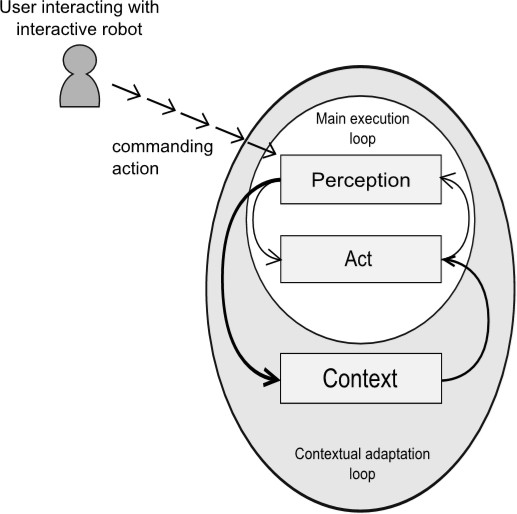 User interacting with
interactive robot
commanding
action
Main execution
loop
Perception
Act
Context
Contextual adaptation
loop